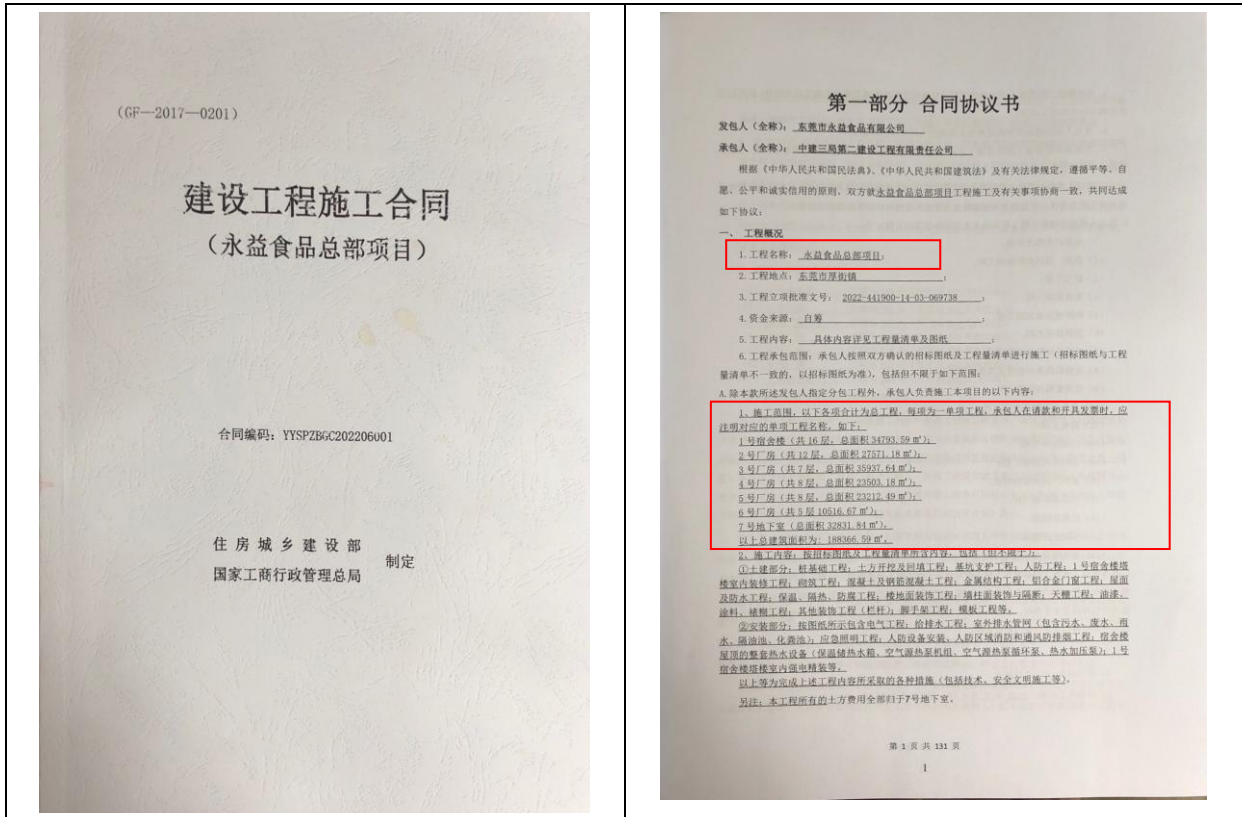 (GF—2017—0201)
建设工程施工合同
(永益食品总部项目)
合同编码:YYSPZBGC202206001
住房城乡建设部
国家工商行政管理总局
制定
第一部分 合同协议书
发包人(全称):东莞市永益食品有限公司
承包人(全称):中建三局第二建设工程有限责任公司
根据《中华人民共和国民法典》、《中华人民共和国建筑法》及有关法律规定,遵循平等、自
愿、公平和诚实信用的原则,双方就永益食品总部项目工程施工及有关事项协商一致,共同达成
如下协议:
一、 工程概况
1.工程名称:永益食品总部项目;
2.工程地点:东莞市厚街镇;
3.工程立项批准文号:2022-441900-14-03-069738;
4.资金来源:自筹;
5.工程内容:具体内容详见工程量清单及图纸;
6.工程承包范围:承包人按照双方确认的招标图纸及工程量清单进行施工(招标图纸与工程
量清单不一致的,以招标图纸为准),包括但不限于如下范围:
A.除本款所述发包人指定分包工程外,承包人负责施工本项目的以下内容:
1、施工范围,以下各项合计为总工程,每项为一单项工程,承包人在请款和开具发票时,应
注明对应的单项工程名称,如下:
1号宿舍楼(共16层,总面积34793.59㎡);
2号厂房(共12层,总面积27571.18㎡);
3号厂房(共7层,总面积35937.64㎡);
4号厂房(共8层,总面积23503.18㎡);
5号厂房(共8层,总面积23212.49㎡);
6号厂房(共5层10516.67㎡);
7号地下室(总面积32831.84㎡)。
以上总建筑面积为:188366.59㎡。
2、施工内容:按招标图纸及工程量清单所含内容,包括(但不限于):
①土建部分:桩基础工程;土方开挖及回填工程;基坑支护工程;人防工程;1号宿舍楼塔
楼室内装修工程;砌筑工程;混凝土及钢筋混凝土工程;金属结构工程;铝合金门窗工程;屋面
及防水工程;保温、隔热、防腐工程;楼地面装饰工程;墙柱面装饰与隔断;天棚工程;油漆、
涂料、裱糊工程;其他装饰工程(栏杆);脚手架工程;模板工程等。
②安装部分:按图纸所示包含电气工程;给排水工程;室外排水管网(包含污水、废水、雨
水、隔油池、化粪池);应急照明工程;人防设备安装、人防区域消防和通风防排烟工程;宿舍楼
屋顶的整套热水设备(保温储热水箱、空气源热泵机组、空气源热泵循环泵、热水加压泵);1号
宿舍楼塔楼室内强电精装等。
以上等为完成上述工程内容所采取的各种措施(包括技术、安全文明施工等)。
另注:本工程所有的土方费用全部归于7号地下室。
第 1 页 共 131 页
1